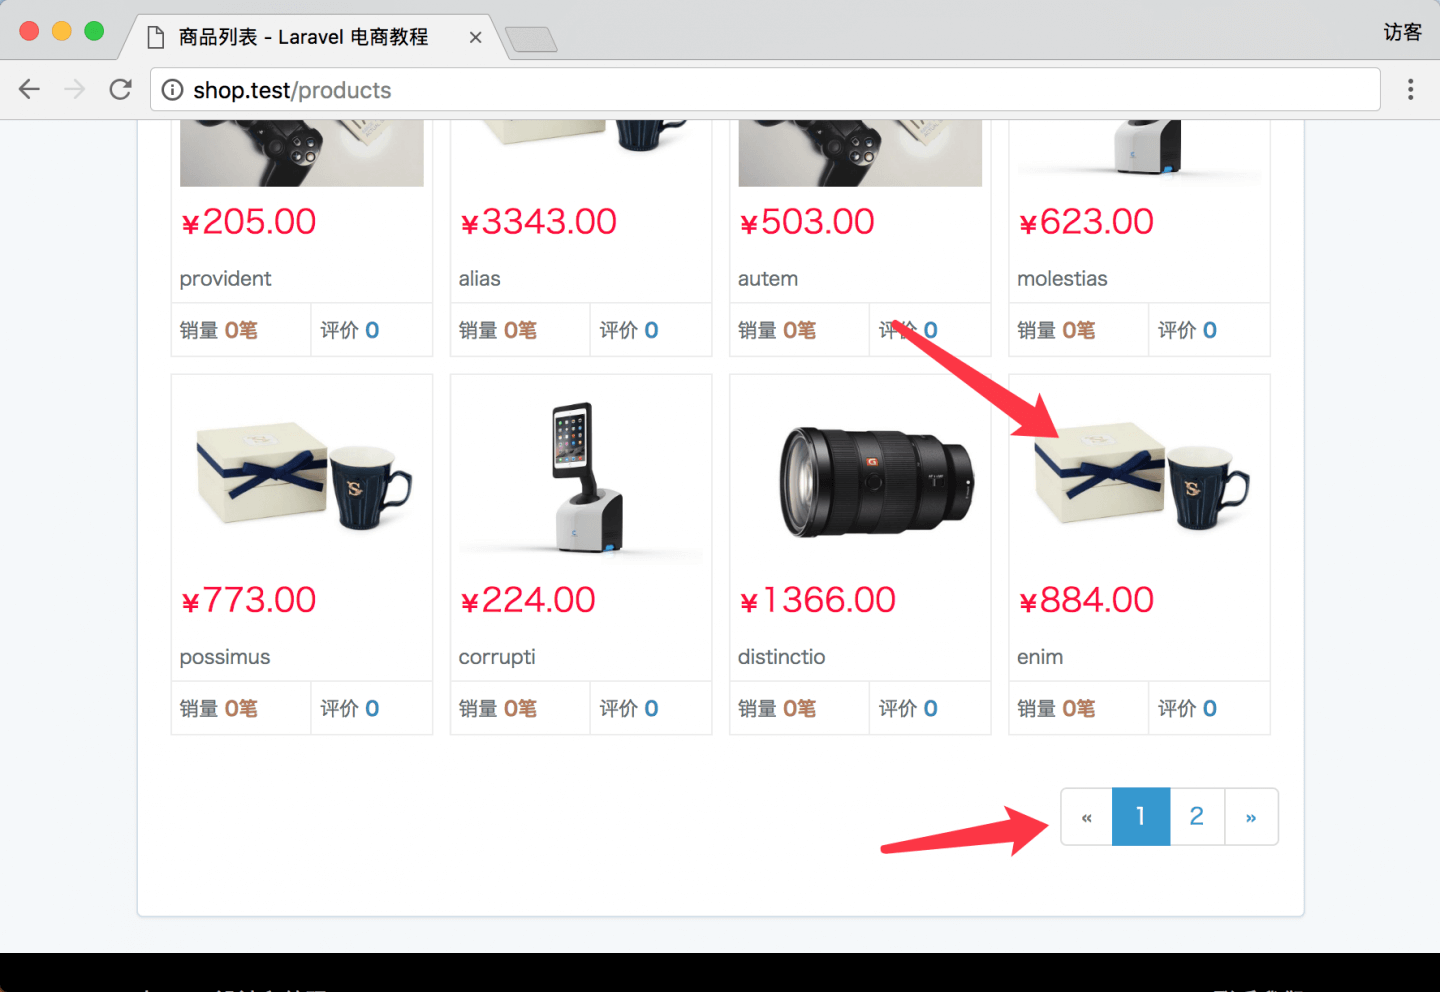 商品列表 - Laravel 电商教程
访客
shop.test/products
¥205.00 ¥3343.00 ¥503.00 ¥623.00
provident alias autem molestias
销量 0笔 评价 0 销量 0笔 评价 0 销量 0笔 评价 0 销量 0笔 评价 0
¥773.00 ¥224.00 ¥1366.00 ¥884.00
possimus corrupti distinctio enim
销量 0笔 评价 0 销量 0笔 评价 0 销量 0笔 评价 0 销量 0笔 评价 0
« 1 2 »